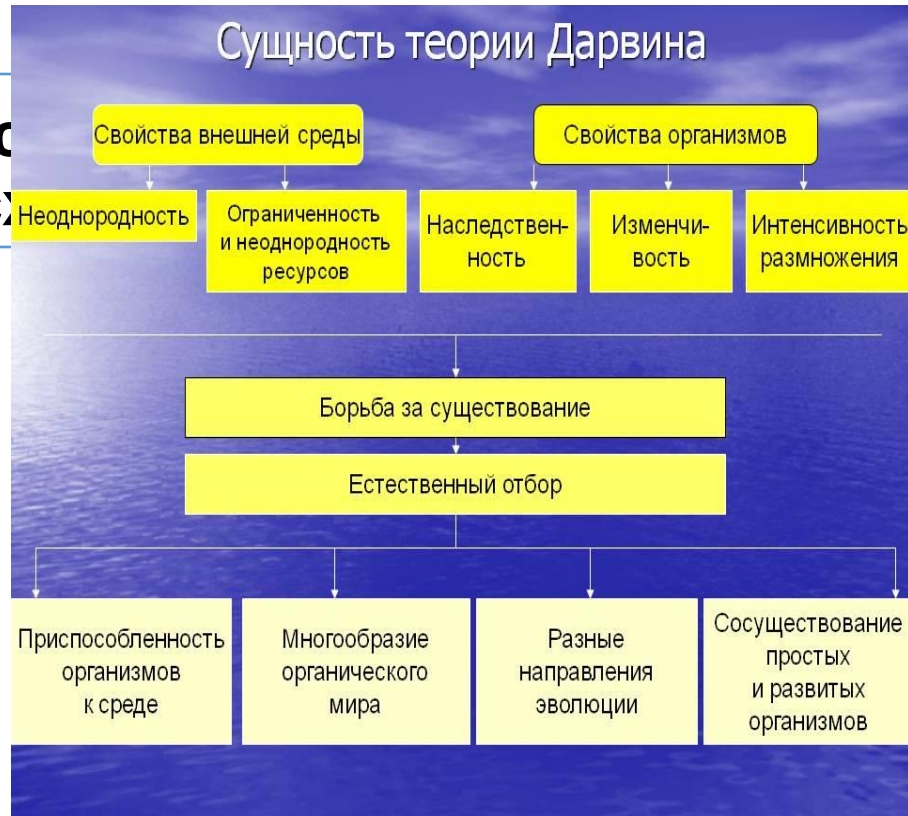 Сущность теории Дарвина
Свойства внешней среды
Свойства организмов
Неоднородность
Ограниченность
и неоднородность
ресурсов
Наследствен-
ность
Изменчи-
вость
Интенсивность
размножения
Борьба за существование
Естественный отбор
Приспособленность
организмов
к среде
Многообразие
органического
мира
Разные
направления
эволюции
Сосуществование
простых
и развитых
организмов